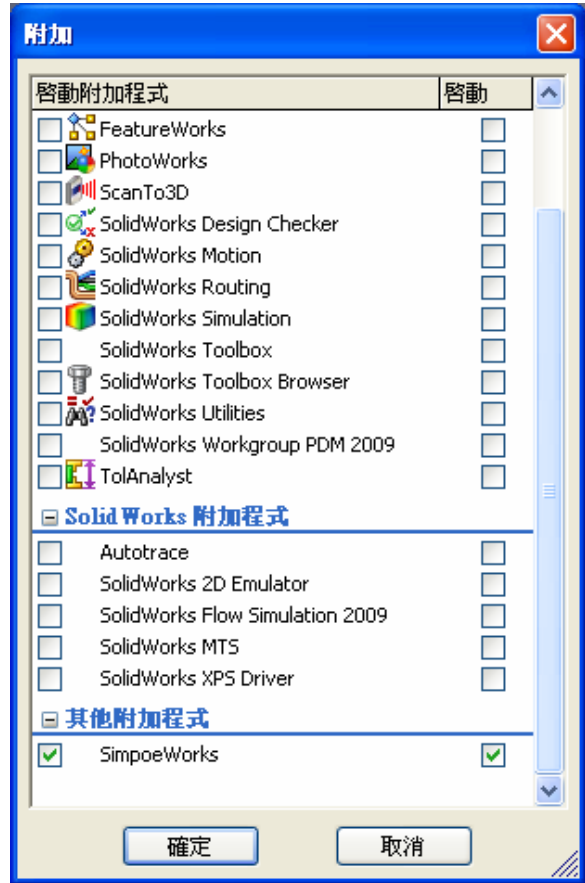 附加
啓動附加程式 啓動
FeatureWorks
PhotoWorks
ScanTo3D
SolidWorks Design Checker
SolidWorks Motion
SolidWorks Routing
SolidWorks Simulation
SolidWorks Toolbox
SolidWorks Toolbox Browser
SolidWorks Utilities
SolidWorks Workgroup PDM 2009
TolAnalyst
SolidWorks 附加程式
Autotrace
SolidWorks 2D Emulator
SolidWorks Flow Simulation 2009
SolidWorks MTS
SolidWorks XPS Driver
其他附加程式
SimpoeWorks
確定 取消